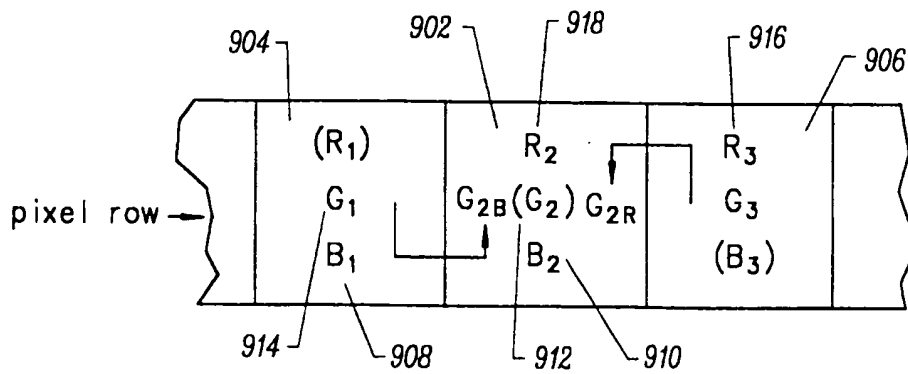 904 902 918 916 906
(R₁) R₂ R₃
pixel row G₁ G₂B(G₂) G₂R G₃
B₁ B₂ (B₃)
914 908 912 910